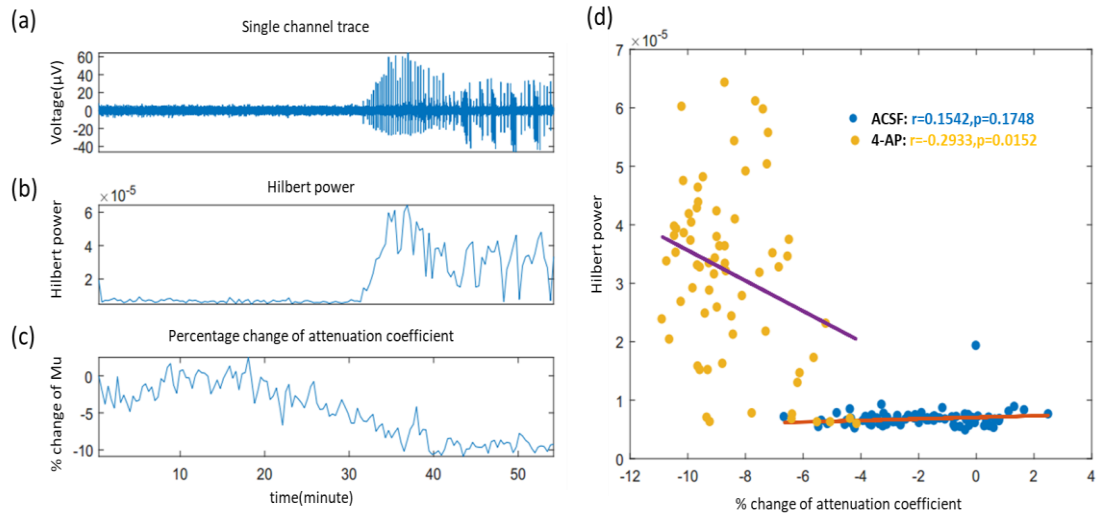 (a)
Single channel trace
Voltage(µV)
60
40
20
0
-20
-40
(b)
Hilbert power
×10⁻⁵
Hilbert power
6
4
2
(c)
Percentage change of attenuation coefficient
% change of Mu
0
-5
-10
10 20 30 40 50
time(minute)
(d)
×10⁻⁵
Hilbert power
7
6
5
4
3
2
1
0
ACSF: r=0.1542,p=0.1748
4-AP: r=-0.2933,p=0.0152
-12 -10 -8 -6 -4 -2 0 2 4
% change of attenuation coefficient